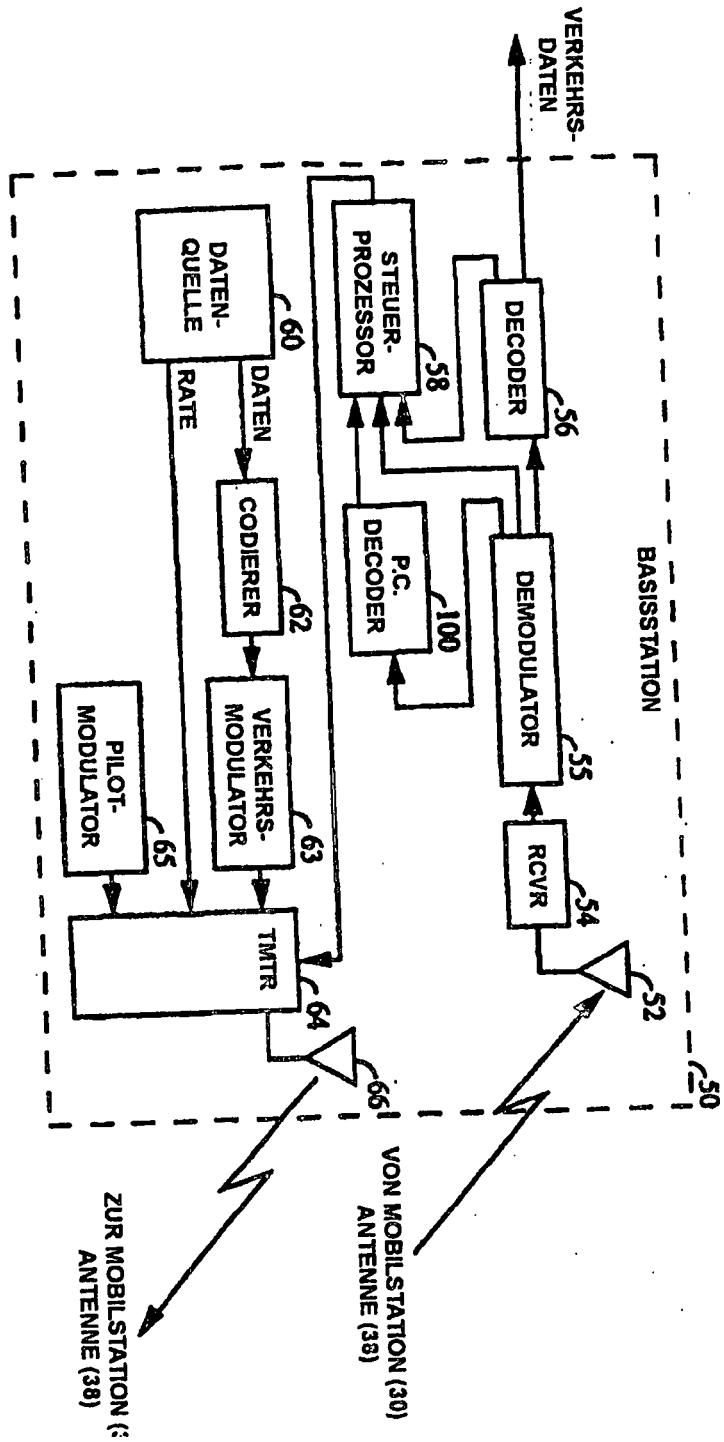 BASISSTATION
50
VERKEHRS-
DATEN
DECODER
56
DEMODULATOR
55
RCVR
54
52
VON MOBILSTATION (30)
ANTENNE (38)
STEUER-
PROZESSOR
58
P.C.
DECODER
100
DATEN-
QUELLE
60
DATEN
RATE
CODIERER
62
VERKEHRS-
MODULATOR
63
PILOT-
MODULATOR
65
TMTR
64
66
ZUR MOBILSTATION
ANTENNE (38)